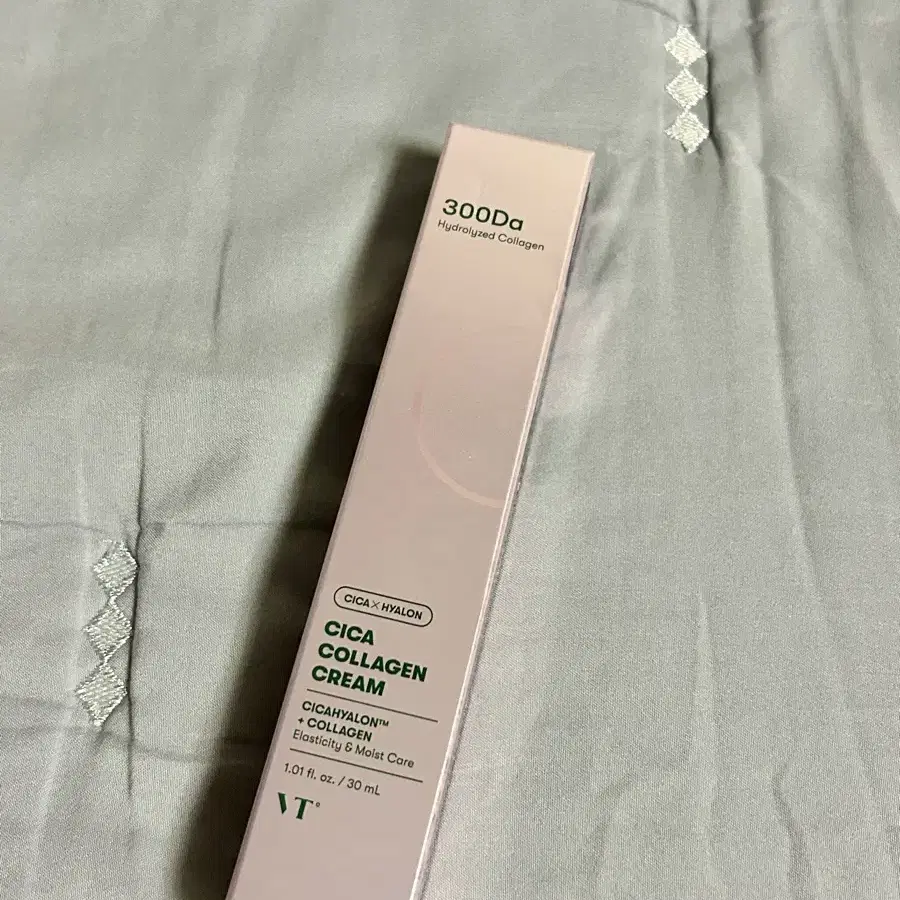 300Da
Hydrolyzed Collagen
CICA×HYALON
CICA
COLLAGEN
CREAM
CICAHYALON™
+ COLLAGEN
Elasticity & Moist Care
1.01 fl. oz. / 30 mL
VT